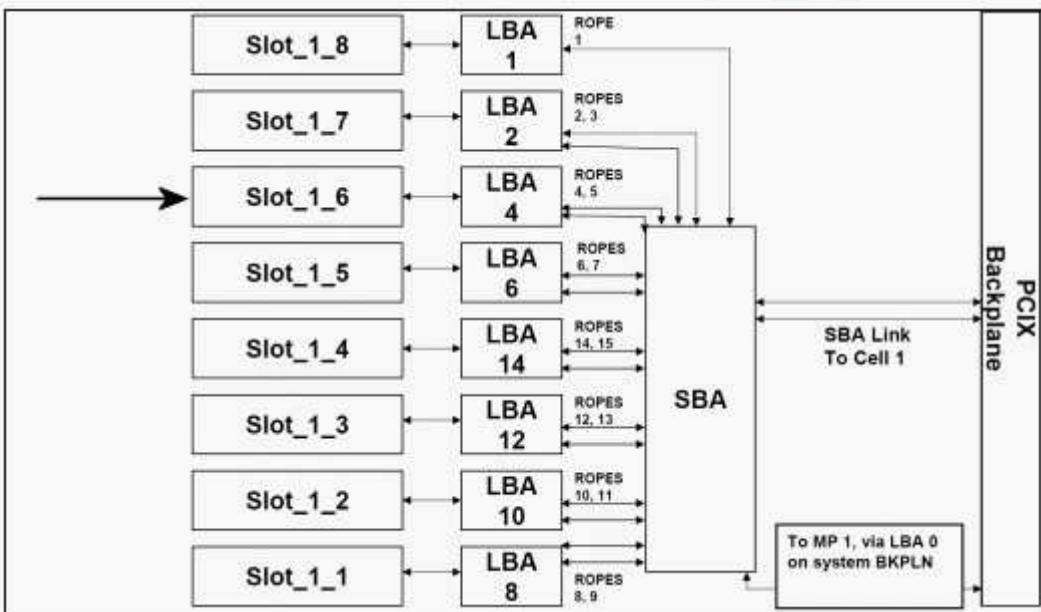 Slot_1_8
LBA
1
ROPE
1
Slot_1_7
LBA
2
ROPES
2, 3
Slot_1_6
LBA
4
ROPES
4, 5
Slot_1_5
LBA
6
ROPES
6, 7
Slot_1_4
LBA
14
ROPES
14, 15
Slot_1_3
LBA
12
ROPES
12, 13
Slot_1_2
LBA
10
ROPES
10, 11
Slot_1_1
LBA
8
ROPES
8, 9
SBA
SBA Link
To Cell 1
To MP 1, via LBA 0
on system BKPLN
PCIX
Backplane